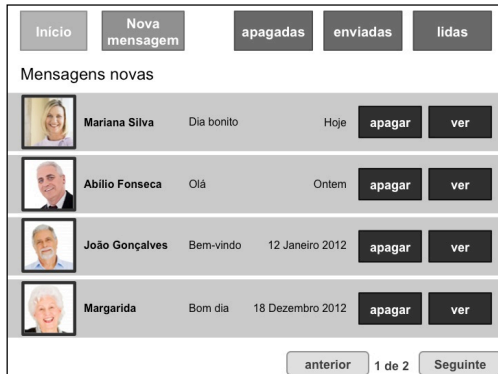 Início
Nova
mensagem
apagadas
enviadas
lidas
Mensagens novas
Mariana Silva Dia bonito Hoje apagar ver
Abílio Fonseca Olá Ontem apagar ver
João Gonçalves Bem-vindo 12 Janeiro 2012 apagar ver
Margarida Bom dia 18 Dezembro 2012 apagar ver
anterior 1 de 2 Seguinte